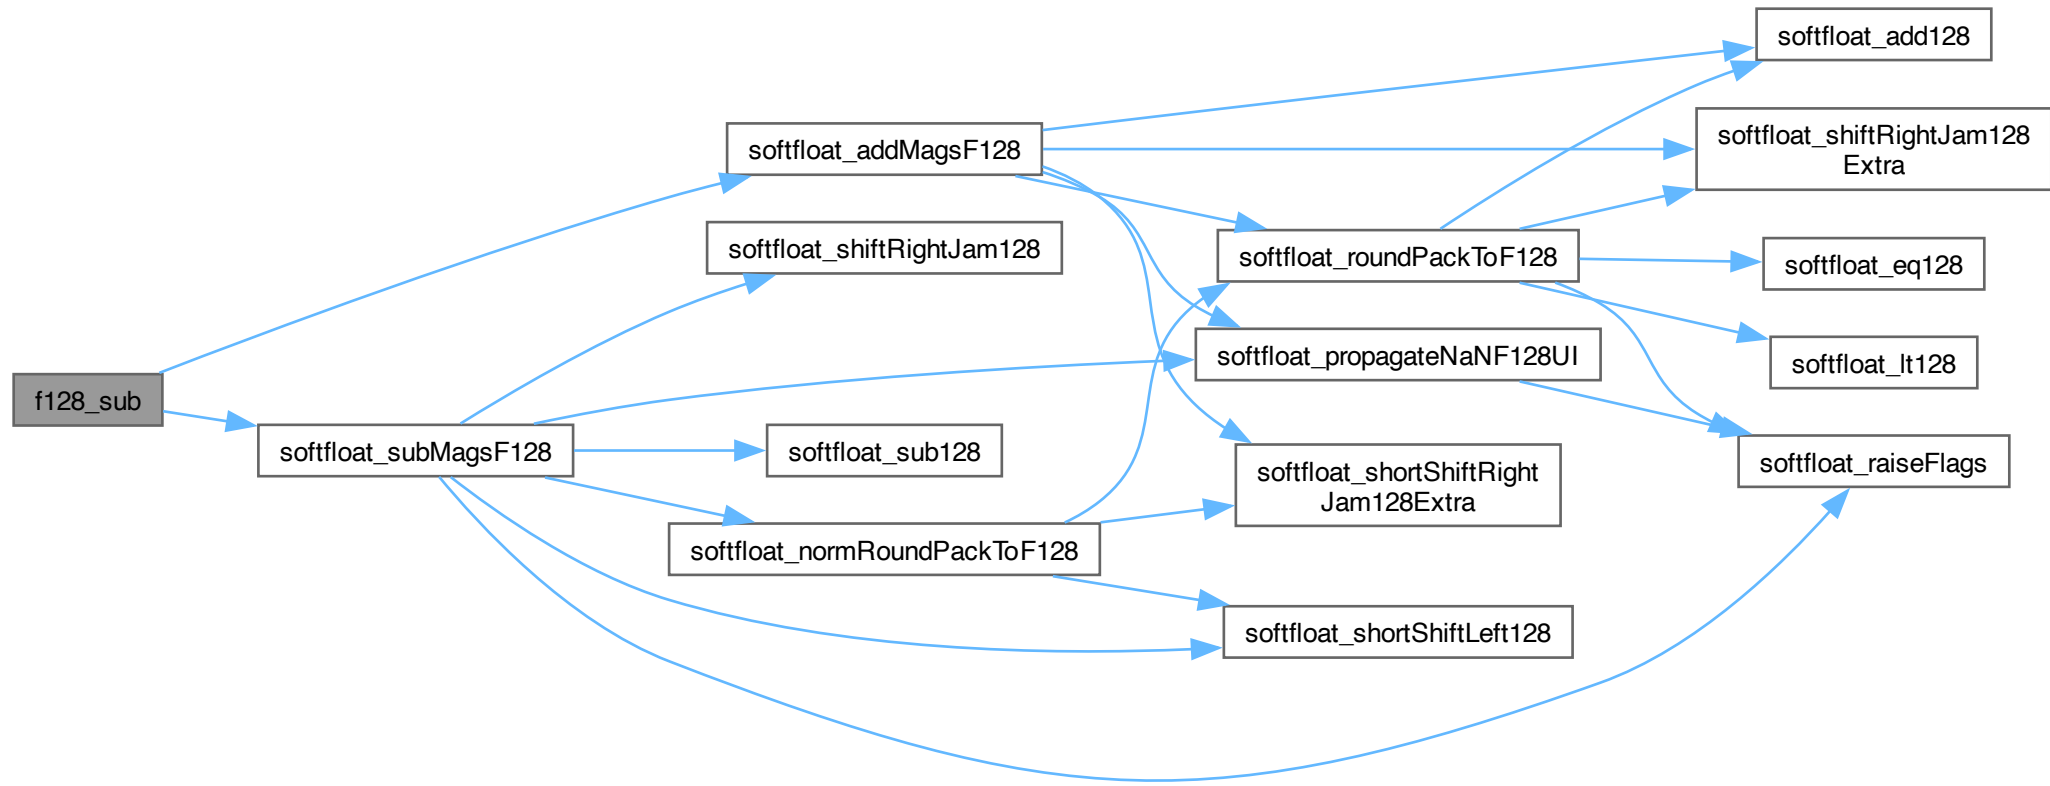 f128_sub
softfloat_addMagsF128
softfloat_shiftRightJam128
softfloat_subMagsF128
softfloat_sub128
softfloat_normRoundPackToF128
softfloat_roundPackToF128
softfloat_propagateNaNF128UI
softfloat_shortShiftRight
Jam128Extra
softfloat_shortShiftLeft128
softfloat_add128
softfloat_shiftRightJam128
Extra
softfloat_eq128
softfloat_lt128
softfloat_raiseFlags